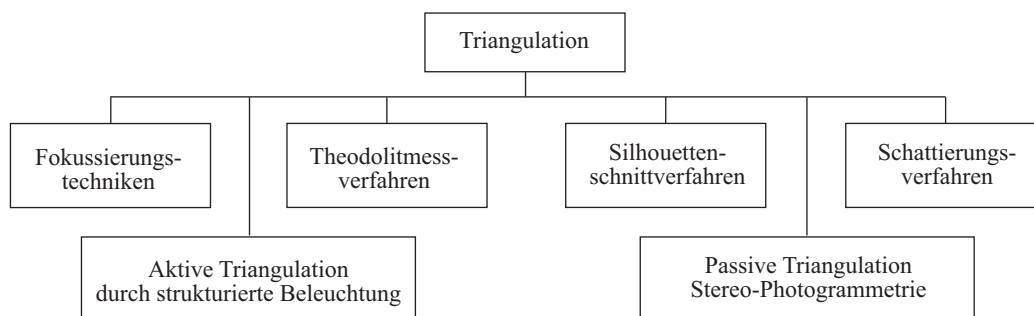 Triangulation
Fokussierungs-
techniken
Theodolitmess-
verfahren
Silhouetten-
schnittverfahren
Schattierungs-
verfahren
Aktive Triangulation
durch strukturierte Beleuchtung
Passive Triangulation
Stereo-Photogrammetrie